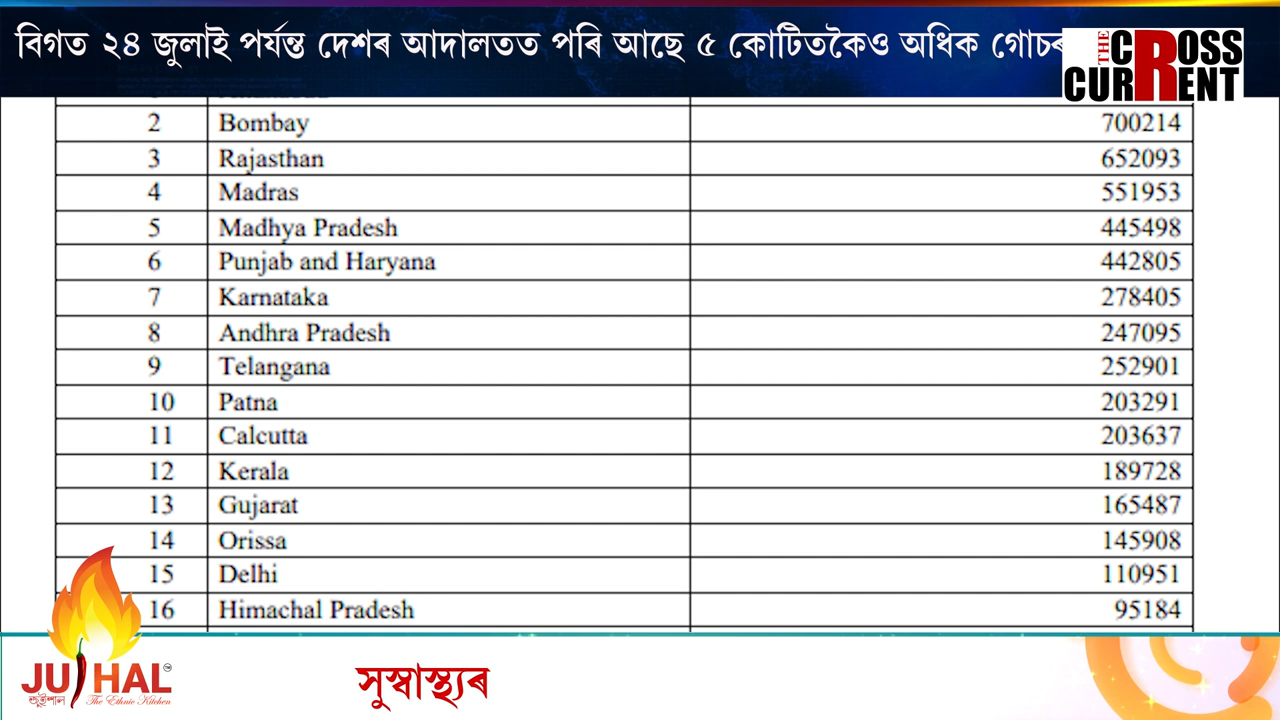 বিগত ২৪ জুলাই পৰ্যন্ত দেশৰ আদালতত পৰি আছে ৫ কোটিতকৈও অধিক গোচৰ
THE CROSS CURRENT
2 Bombay 700214
3 Rajasthan 652093
4 Madras 551953
5 Madhya Pradesh 445498
6 Punjab and Haryana 442805
7 Karnataka 278405
8 Andhra Pradesh 247095
9 Telangana 252901
10 Patna 203291
11 Calcutta 203637
12 Kerala 189728
13 Gujarat 165487
14 Orissa 145908
15 Delhi 110951
16 Himachal Pradesh 95184
JUHAL
The Ethnic Kitchen
সুস্বাস্থ্যৰ